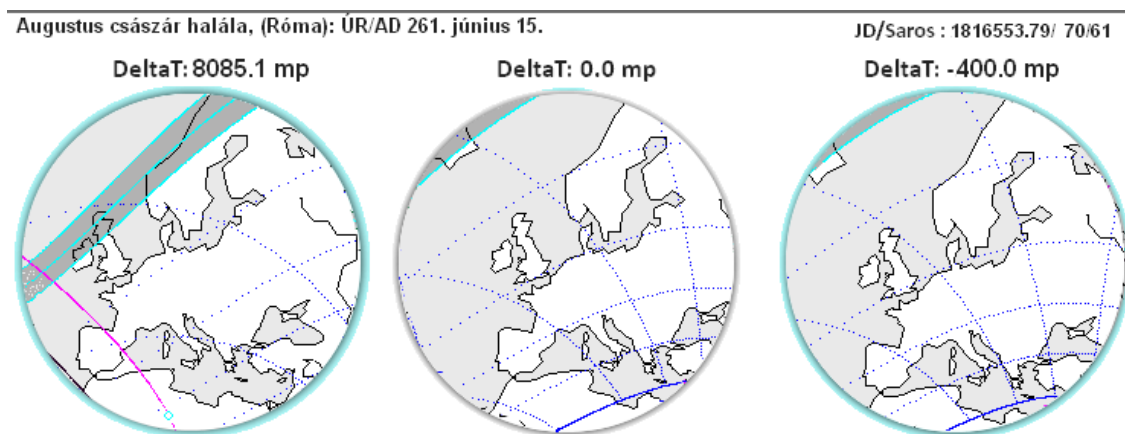 Augustus császár halála, (Róma): ÚR/AD 261. június 15.
JD/Saros : 1816553.79/ 70/61
DeltaT: 8085.1 mp
DeltaT: 0.0 mp
DeltaT: -400.0 mp